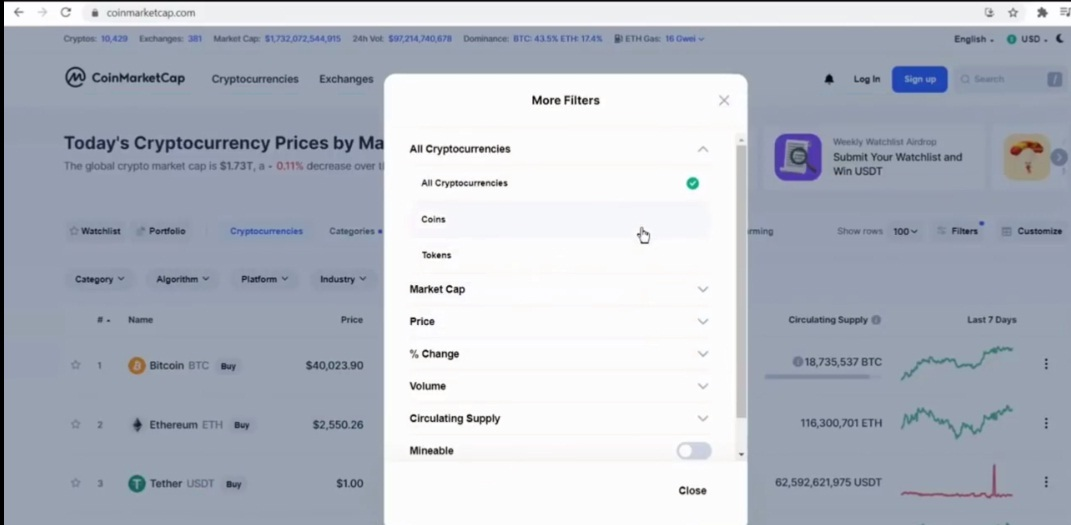 coinmarketcap.com
Cryptos: 10,429 Exchanges: 381 Market Cap: $1,732,072,544,915 24h Vol: $97,214,740,678 Dominance: BTC: 43.5% ETH: 17.4% ETH Gas: 16 Gwei
English USD
CoinMarketCap Cryptocurrencies Exchanges
Log In Sign up Search /
More Filters
Today's Cryptocurrency Prices by Ma
The global crypto market cap is $1.73T, a - 0.11% decrease over
Weekly Watchlist Airdrop
Submit Your Watchlist and
Win USDT
All Cryptocurrencies
All Cryptocurrencies
Coins
Tokens
Market Cap
Price
% Change
Volume
Circulating Supply
Mineable
Close
Watchlist Portfolio Cryptocurrencies Categories
rming Show rows 100 Filters Customize
Category Algorithm Platform Industry
# Name Price Circulating Supply Last 7 Days
1 Bitcoin BTC Buy $40,023.90 18,735,537 BTC
2 Ethereum ETH Buy $2,550.26 116,300,701 ETH
3 Tether USDT Buy $1.00 62,592,621,975 USDT